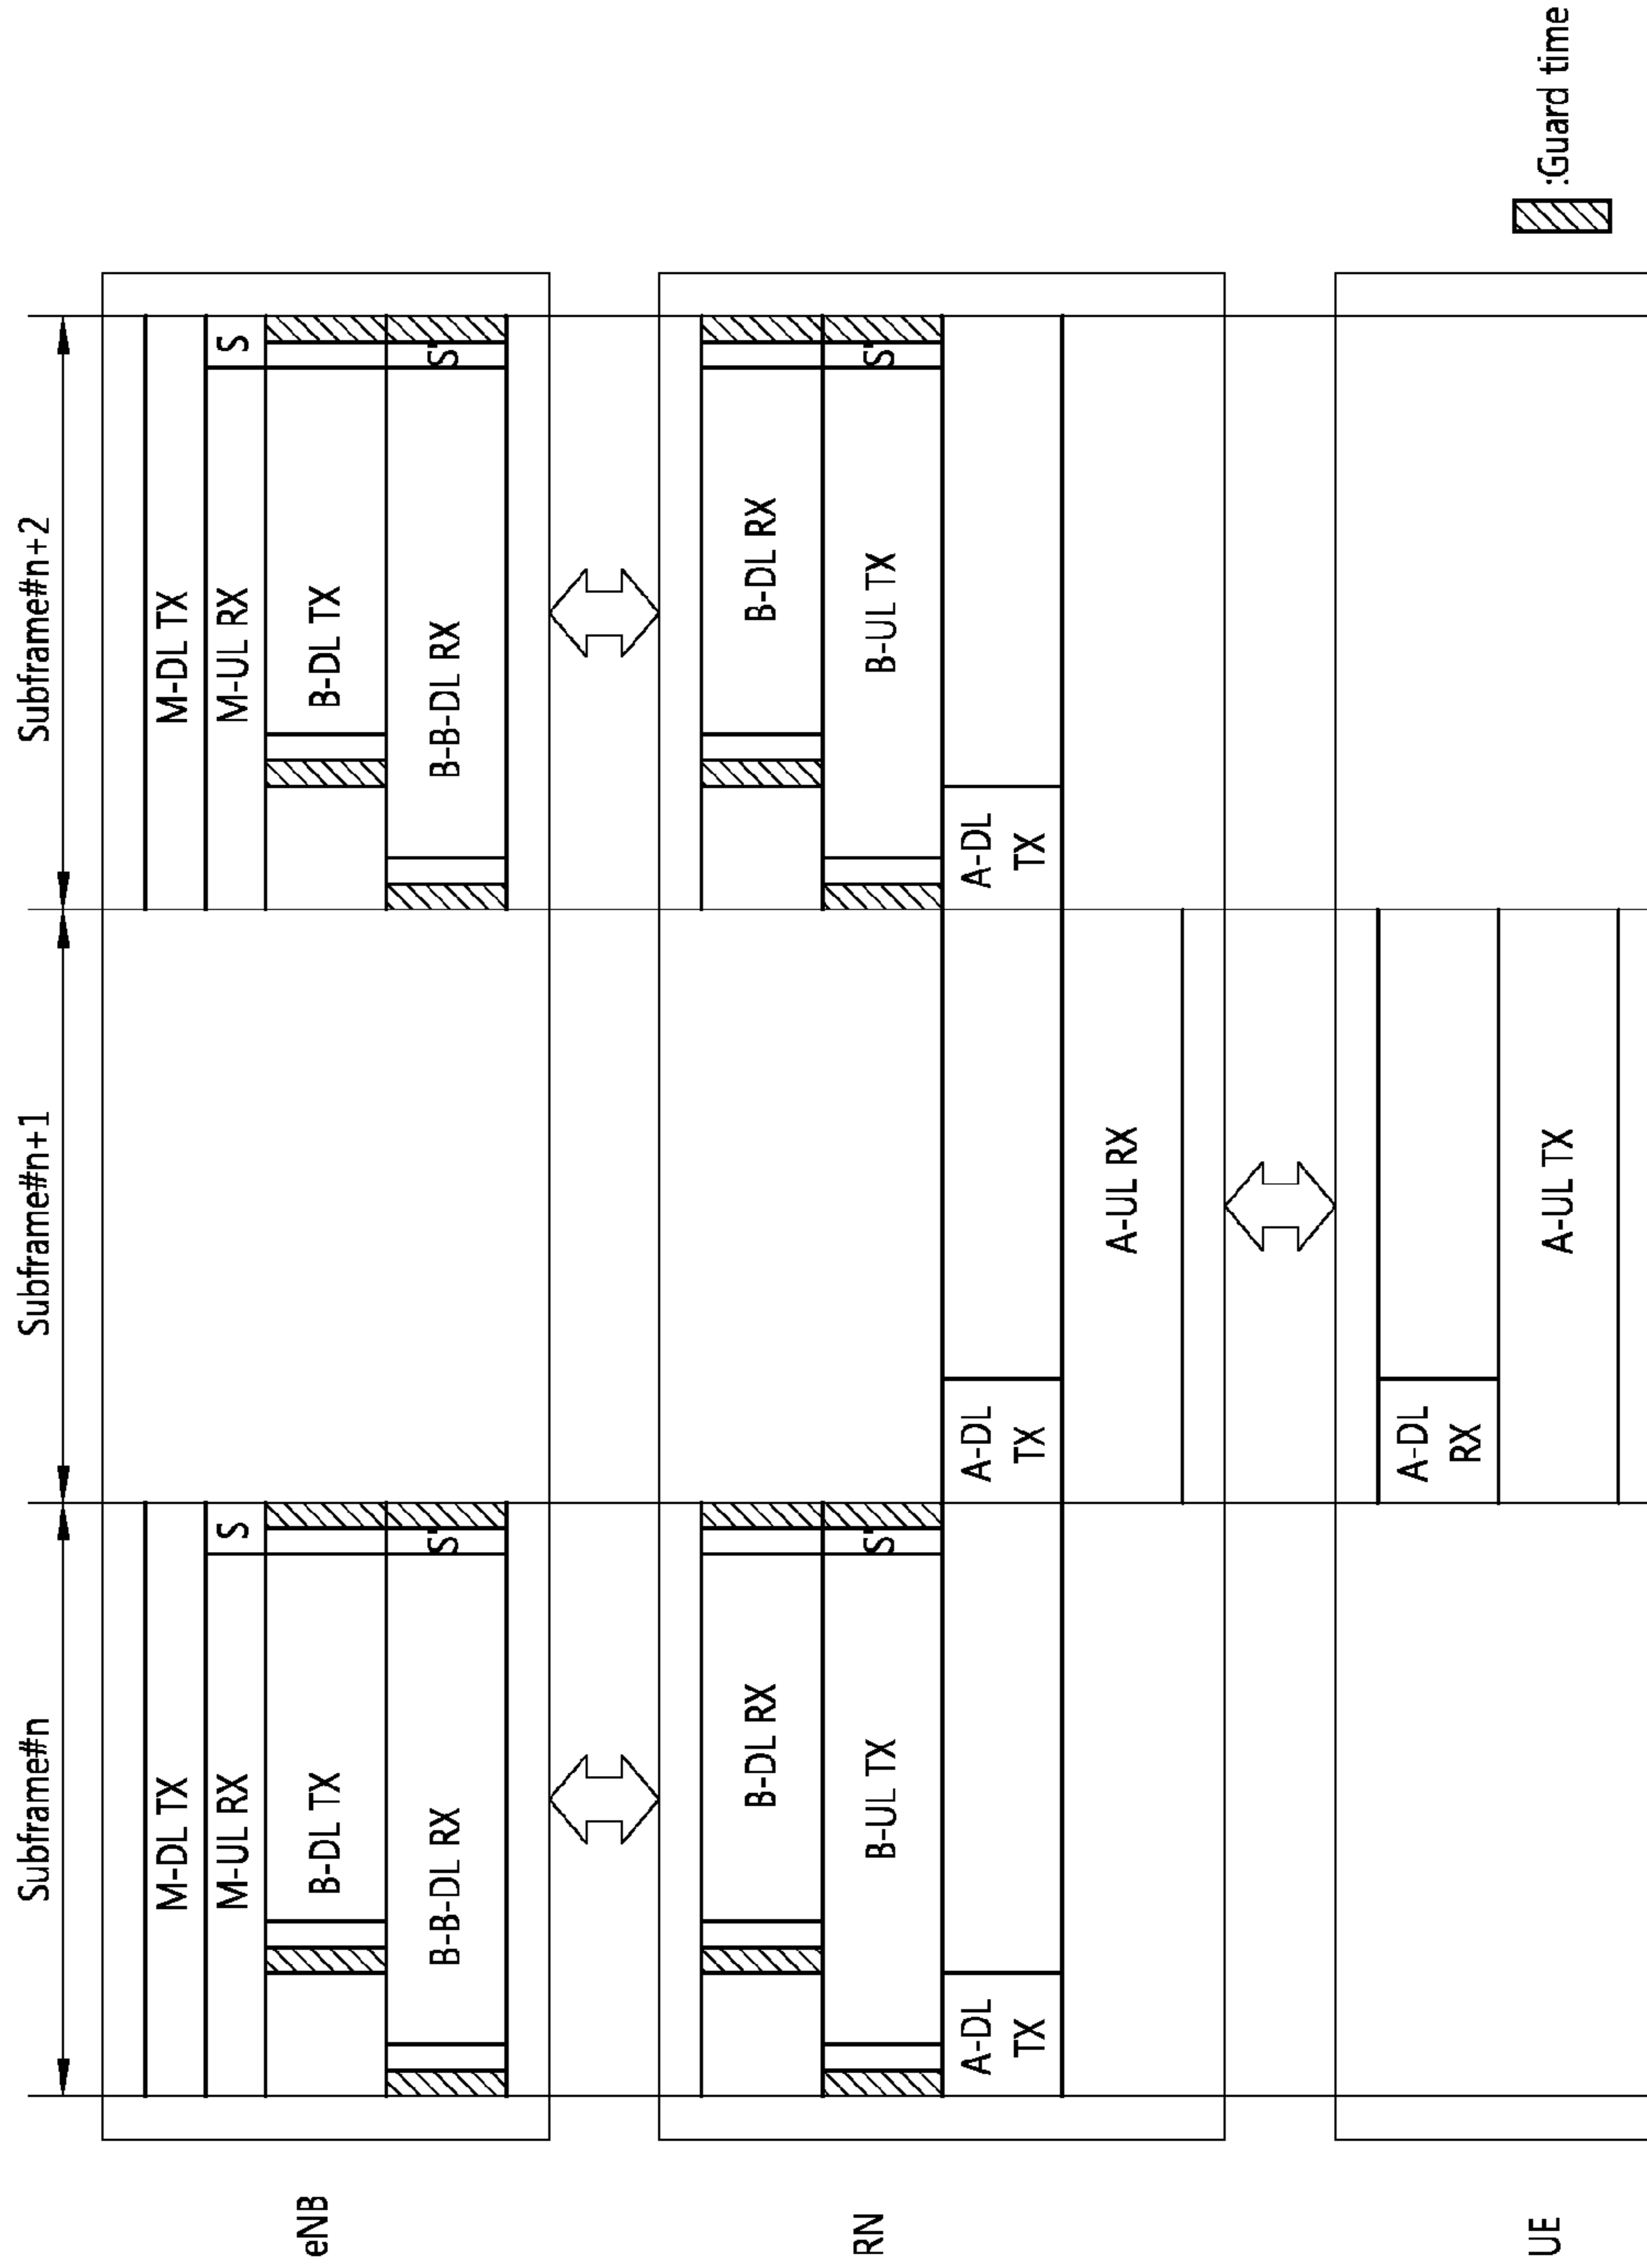 Subframe#n
Subframe#n+1
Subframe#n+2
eNB
M-DL TX
M-DL TX
M-UL RX
S
M-UL RX
S
B-DL TX
B-DL TX
B-B-DL RX
S'
B-B-DL RX
S'
RN
B-DL RX
B-DL RX
B-UL TX
S'
B-UL TX
S'
A-DL
TX
A-DL
TX
A-DL
TX
A-UL RX
UE
A-DL
RX
A-UL TX
:Guard time